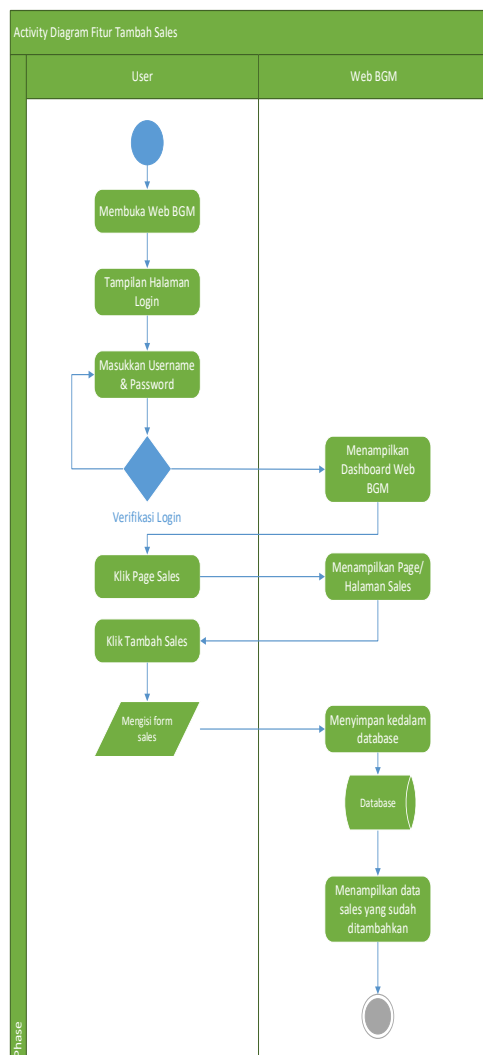 Activity Diagram Fitur Tambah Sales
User
Web BGM
Membuka Web BGM
Tampilan Halaman
Login
Masukkan Username
& Password
Verifikasi Login
Menampilkan
Dashboard Web
BGM
Klik Page Sales
Menampilkan Page/
Halaman Sales
Klik Tambah Sales
Mengisi form
sales
Menyimpan kedalam
database
Database
Menampilkan data
sales yang sudah
ditambahkan
Phase